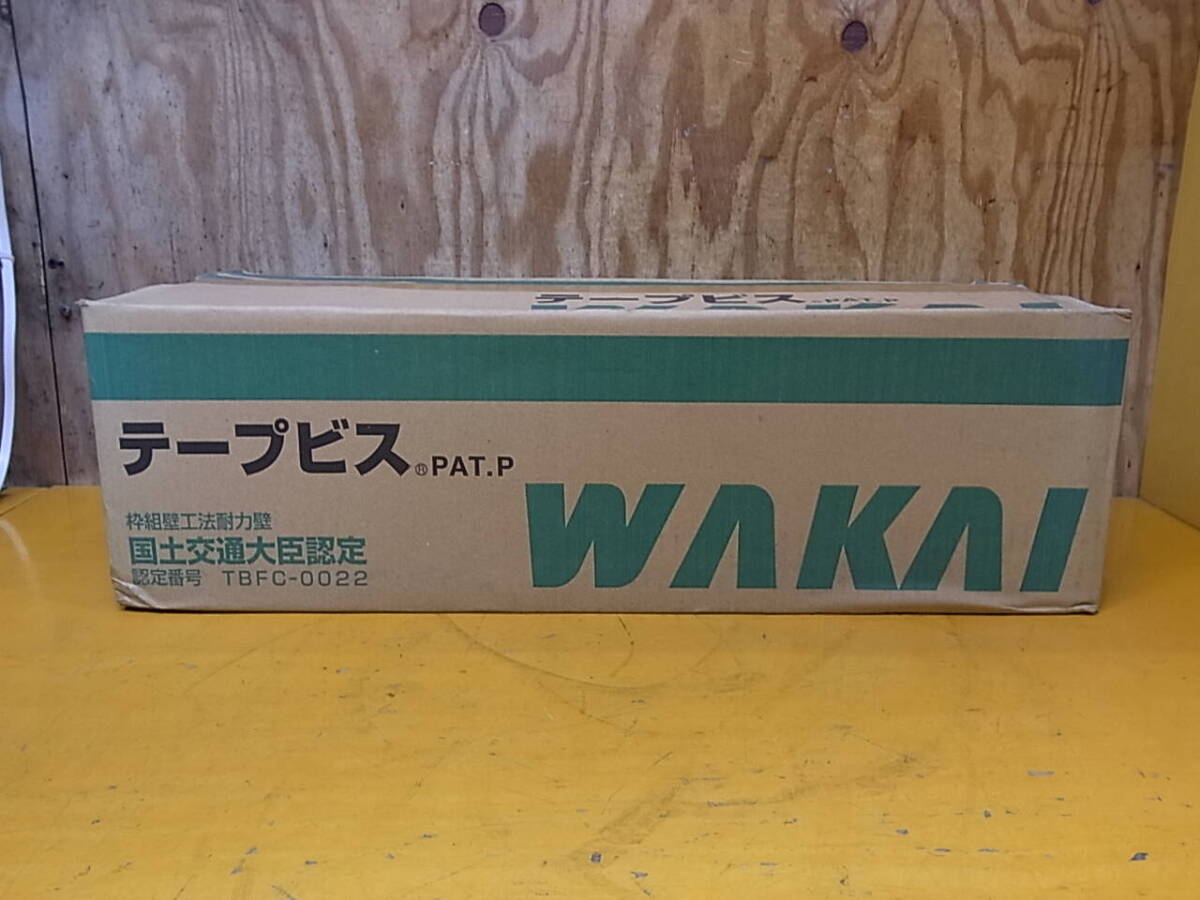 テープビス®PAT.P
テープビス®PAT.P
WAKAI
枠組壁工法耐力壁
国土交通大臣認定
認定番号 TBFC-0022